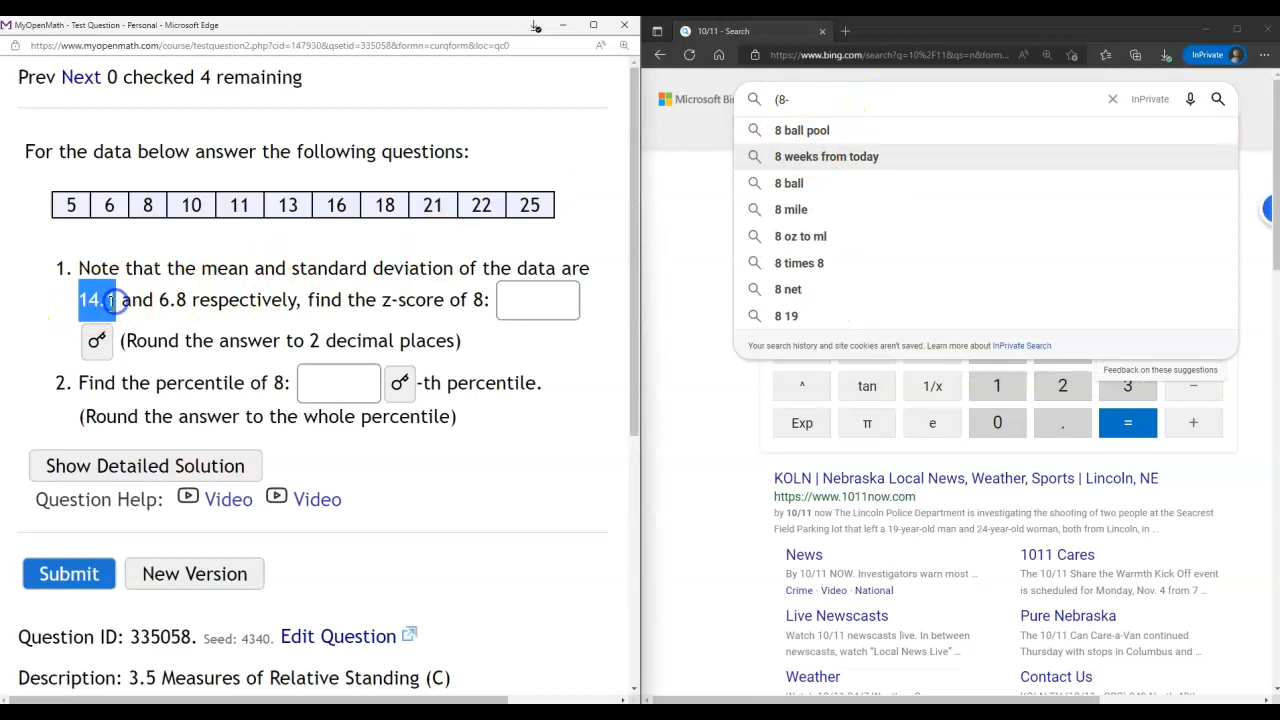 MyOpenMath - Test Question - Personal - Microsoft Edge
https://www.myopenmath.com/course/testquestion2.php?cid=147930&qsetid=335058&formn=curqform&loc=qc0
Prev Next 0 checked 4 remaining
For the data below answer the following questions:
5 6 8 10 11 13 16 18 21 22 25
1. Note that the mean and standard deviation of the data are
14.1 and 6.8 respectively, find the z-score of 8:
(Round the answer to 2 decimal places)
2. Find the percentile of 8: -th percentile.
(Round the answer to the whole percentile)
Show Detailed Solution
Question Help: Video Video
Submit New Version
Question ID: 335058. Seed: 4340. Edit Question
Description: 3.5 Measures of Relative Standing (C)
10/11 - Search
https://www.bing.com/search?q=10%2F11&qs=n&form...
InPrivate
Microsoft Bi
(8-
InPrivate
8 ball pool
8 weeks from today
8 ball
8 mile
8 oz to ml
8 times 8
8 net
8 19
Your search history and site cookies aren't saved. Learn more about InPrivate Search
Feedback on these suggestions
^ tan 1/x 1 2 3 −
Exp π e 0 . = +
KOLN | Nebraska Local News, Weather, Sports | Lincoln, NE
https://www.1011now.com
by 10/11 now The Lincoln Police Department is investigating the shooting of two people at the Seacrest
Field Parking lot that left a 19-year-old man and 24-year-old woman, both from Lincoln, in ...
News
By 10/11 NOW. Investigators warn most ...
Crime · Video · National
1011 Cares
The 10/11 Share the Warmth Kick Off event
is scheduled for Monday, Nov. 4 from 7 ...
Live Newscasts
Watch 10/11 newscasts live. In between
newscasts, watch "Local News Live" ...
Pure Nebraska
The 10/11 Can Care-a-Van continued
Thursday with stops in Columbus and ...
Weather
Contact Us